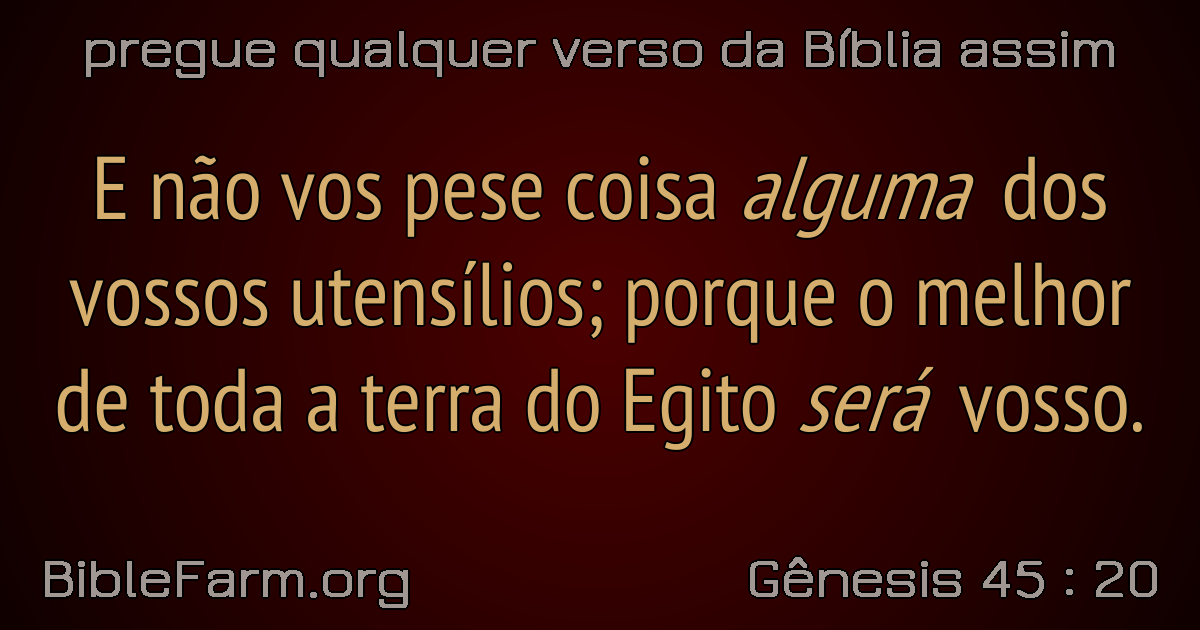 pregue qualquer verso da Bíblia assim
E não vos pese coisa alguma dos
vossos utensílios; porque o melhor
de toda a terra do Egito será vosso.
BibleFarm.org
Gênesis 45 : 20